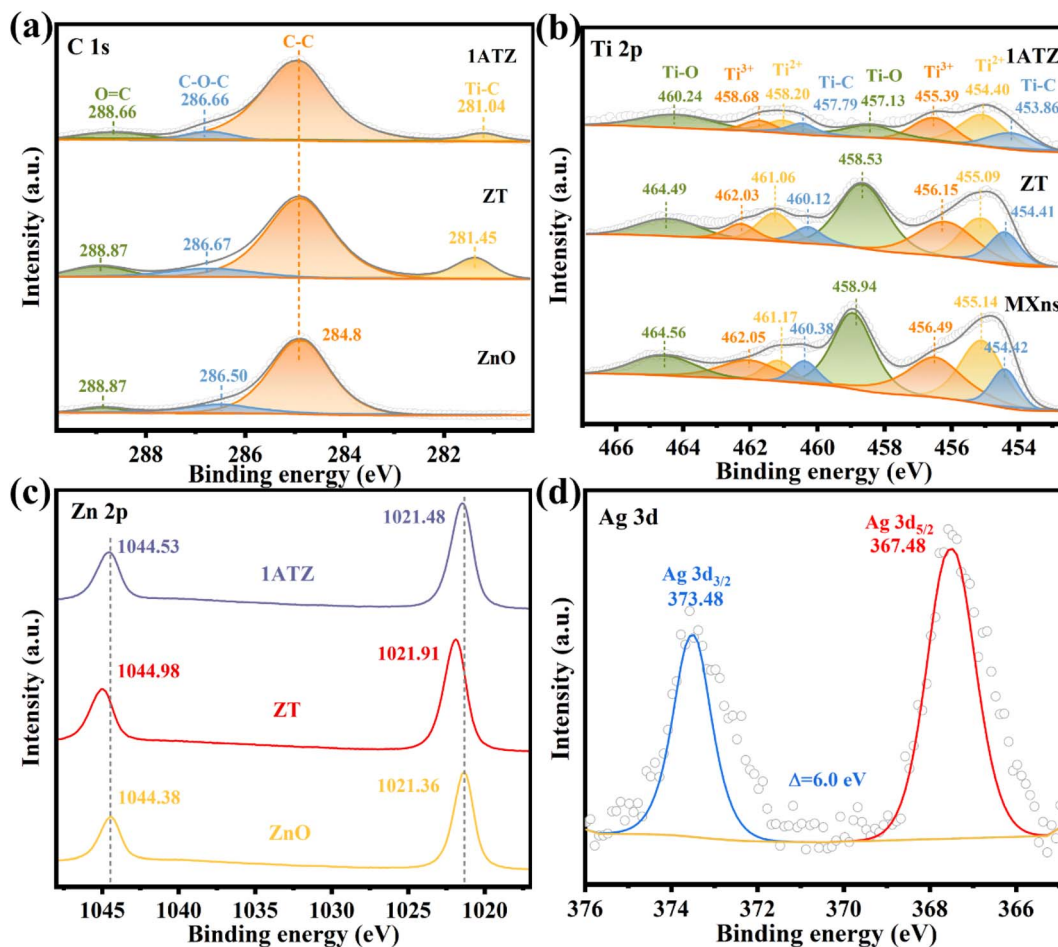 (a)
C 1s
C-C
1ATZ
O=C
288.66
C-O-C
286.66
Ti-C
281.04
ZT
288.87
286.67
281.45
284.8
ZnO
288.87
286.50
Intensity (a.u.)
288 286 284 282
Binding energy (eV)
(b)
Ti 2p
1ATZ
Ti-O
460.24
Ti³⁺
458.68
Ti²⁺
458.20
Ti-C
457.79
Ti-O
457.13
Ti³⁺
455.39
Ti²⁺
454.40
Ti-C
453.86
ZT
464.49
462.03
461.06
460.12
458.53
456.15
455.09
454.41
MXns
464.56
462.05
461.17
460.38
458.94
456.49
455.14
454.42
Intensity (a.u.)
466 464 462 460 458 456 454
Binding energy (eV)
(c)
Zn 2p
1044.53
1021.48
1ATZ
1044.98
1021.91
ZT
1044.38
1021.36
ZnO
Intensity (a.u.)
1045 1040 1035 1030 1025 1020
Binding energy (eV)
(d)
Ag 3d
Ag 3d₅/₂
367.48
Ag 3d₃/₂
373.48
Δ=6.0 eV
Intensity (a.u.)
376 374 372 370 368 366
Binding energy (eV)